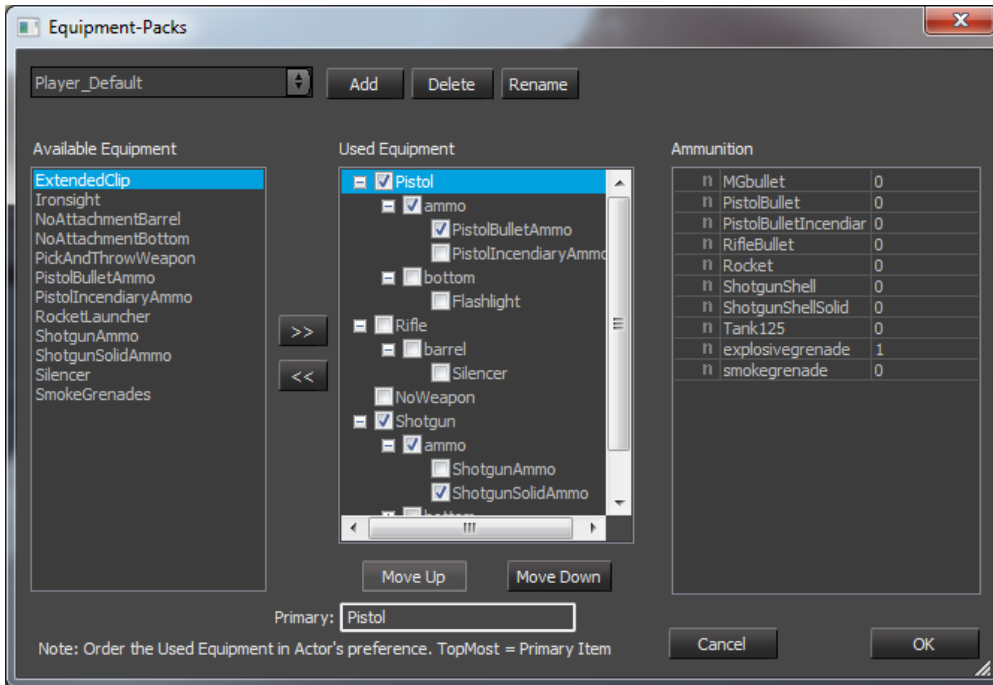 Equipment-Packs
Player_Default
Add
Delete
Rename
Available Equipment
ExtendedClip
Ironsight
NoAttachmentBarrel
NoAttachmentBottom
PickAndThrowWeapon
PistolBulletAmmo
PistolIncendiaryAmmo
RocketLauncher
ShotgunAmmo
ShotgunSolidAmmo
Silencer
SmokeGrenades
>>
<<
Used Equipment
Pistol
ammo
PistolBulletAmmo
PistolIncendiaryAmmo
bottom
Flashlight
Rifle
barrel
Silencer
NoWeapon
Shotgun
ammo
ShotgunAmmo
ShotgunSolidAmmo
bottom
Move Up
Move Down
Primary: Pistol
Note: Order the Used Equipment in Actor's preference. TopMost = Primary Item
Ammunition
n MGbullet 0
n PistolBullet 0
n PistolBulletIncendiar 0
n RifleBullet 0
n Rocket 0
n ShotgunShell 0
n ShotgunShellSolid 0
n Tank125 0
n explosivegrenade 1
n smokegrenade 0
Cancel
OK